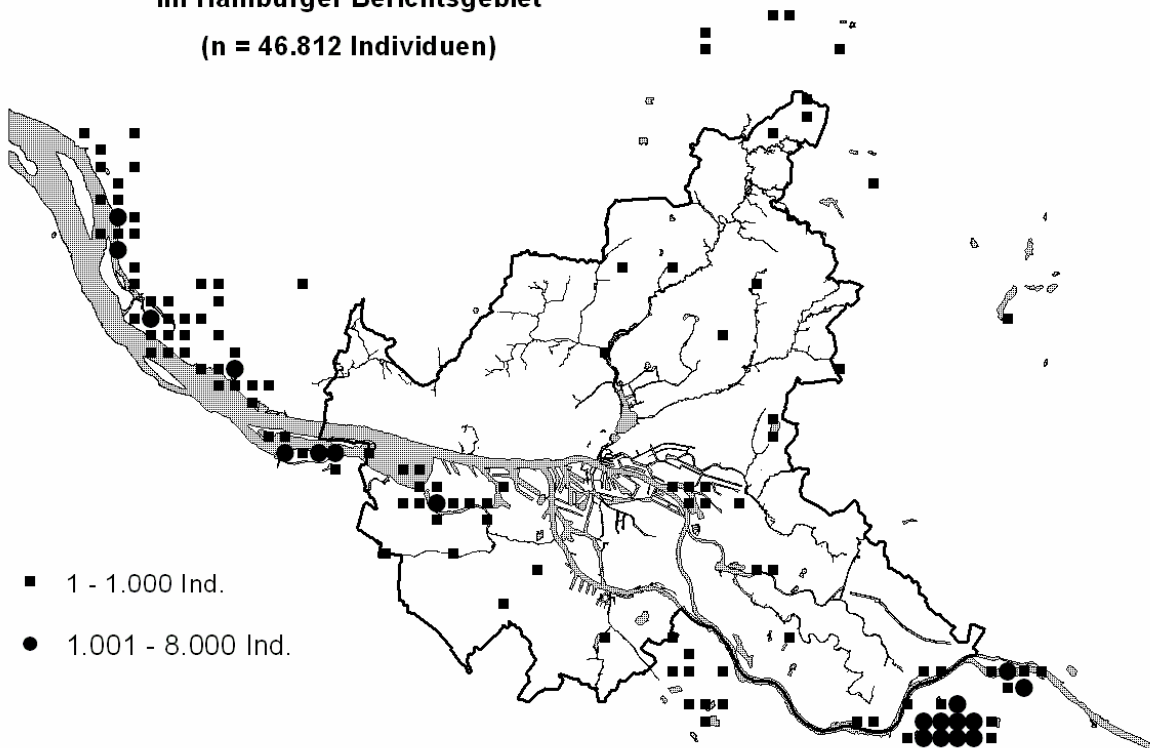 im Hamburger Berichtsgebiet
(n = 46.812 Individuen)
1 - 1.000 Ind.
1.001 - 8.000 Ind.